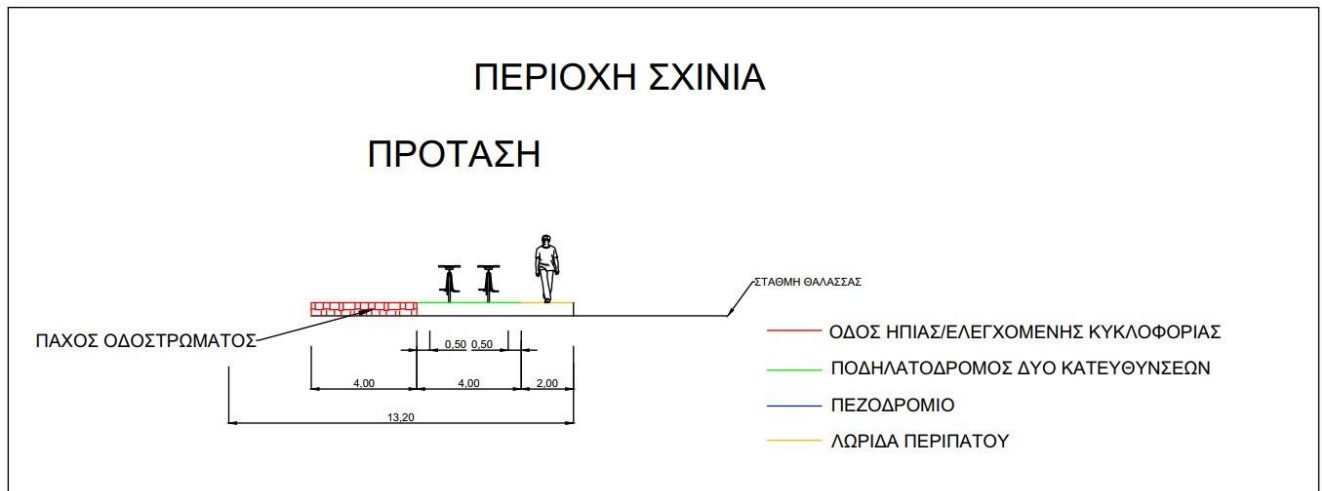 ΠΕΡΙΟΧΗ ΣΧΙΝΙΑ
ΠΡΟΤΑΣΗ
ΣΤΑΘΜΗ ΘΑΛΑΣΣΑΣ
ΠΑΧΟΣ ΟΔΟΣΤΡΩΜΑΤΟΣ
0,50 0,50
4,00 4,00 2,00
13,20
ΟΔΟΣ ΗΠΙΑΣ/ΕΛΕΓΧΟΜΕΝΗΣ ΚΥΚΛΟΦΟΡΙΑΣ
ΠΟΔΗΛΑΤΟΔΡΟΜΟΣ ΔΥΟ ΚΑΤΕΥΘΥΝΣΕΩΝ
ΠΕΖΟΔΡΟΜΙΟ
ΛΩΡΙΔΑ ΠΕΡΙΠΑΤΟΥ